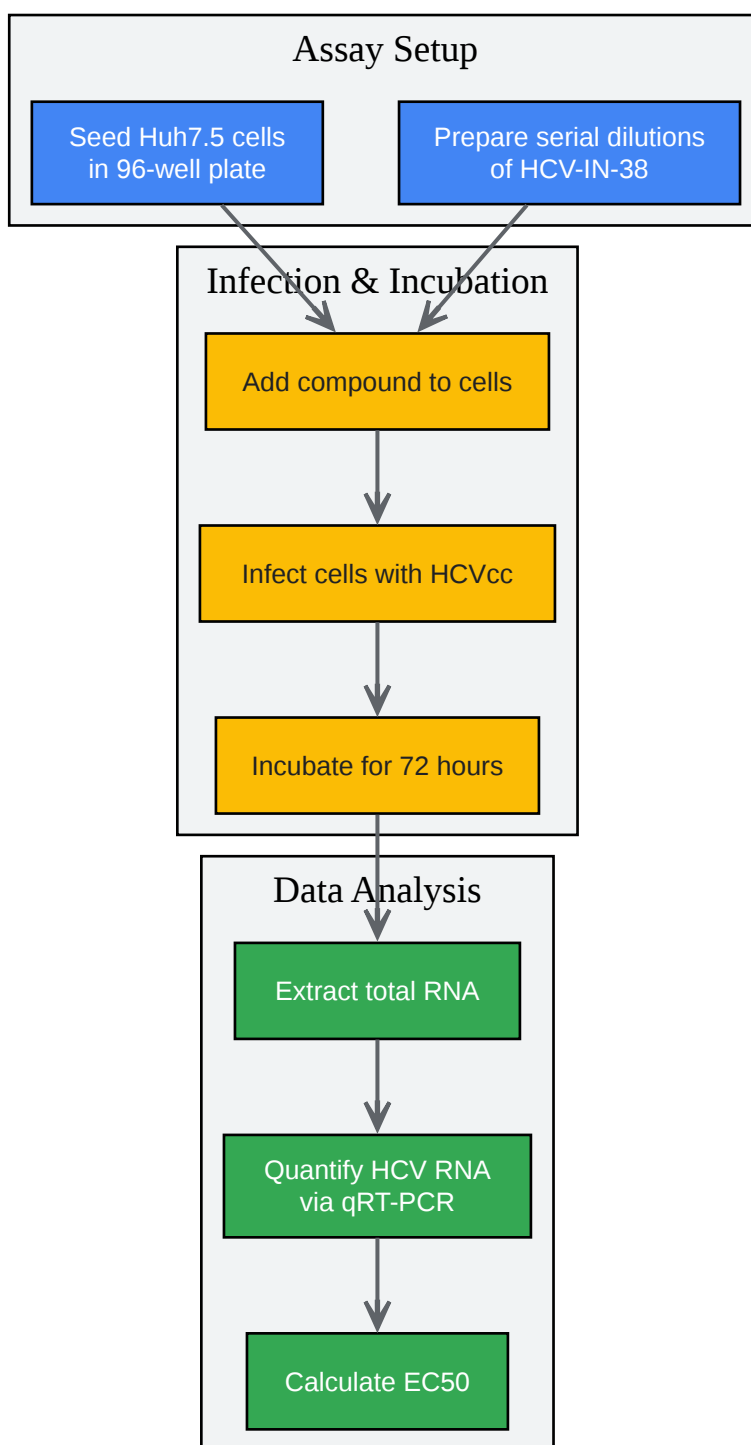 Assay Setup
Seed Huh7.5 cells
in 96-well plate
Prepare serial dilutions
of HCV-IN-38
Infection & Incubation
Add compound to cells
Infect cells with HCVcc
Incubate for 72 hours
Data Analysis
Extract total RNA
Quantify HCV RNA
via qRT-PCR
Calculate EC50